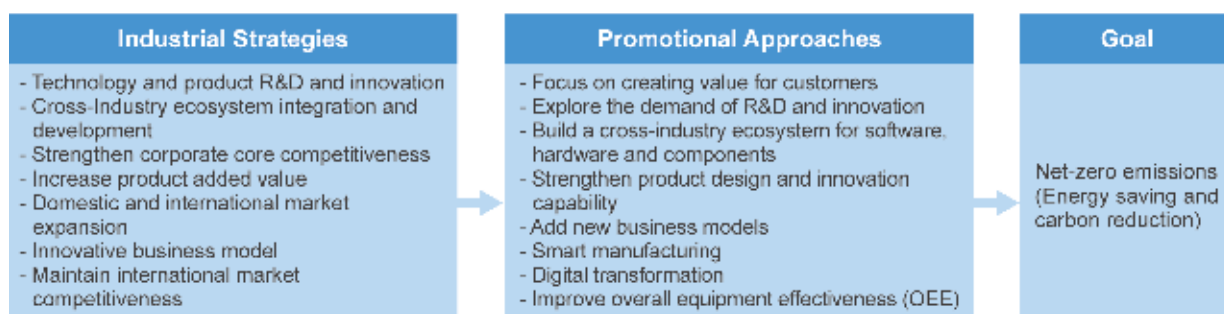 Industrial Strategies
- Technology and product R&D and innovation
- Cross-Industry ecosystem integration and
development
- Strengthen corporate core competitiveness
- Increase product added value
- Domestic and international market
expansion
- Innovative business model
- Maintain international market
competitiveness
Promotional Approaches
- Focus on creating value for customers
- Explore the demand of R&D and innovation
- Build a cross-industry ecosystem for software,
hardware and components
- Strengthen product design and innovation
capability
- Add new business models
- Smart manufacturing
- Digital transformation
- Improve overall equipment effectiveness (OEE)
Goal
Net-zero emissions
(Energy saving and
carbon reduction)